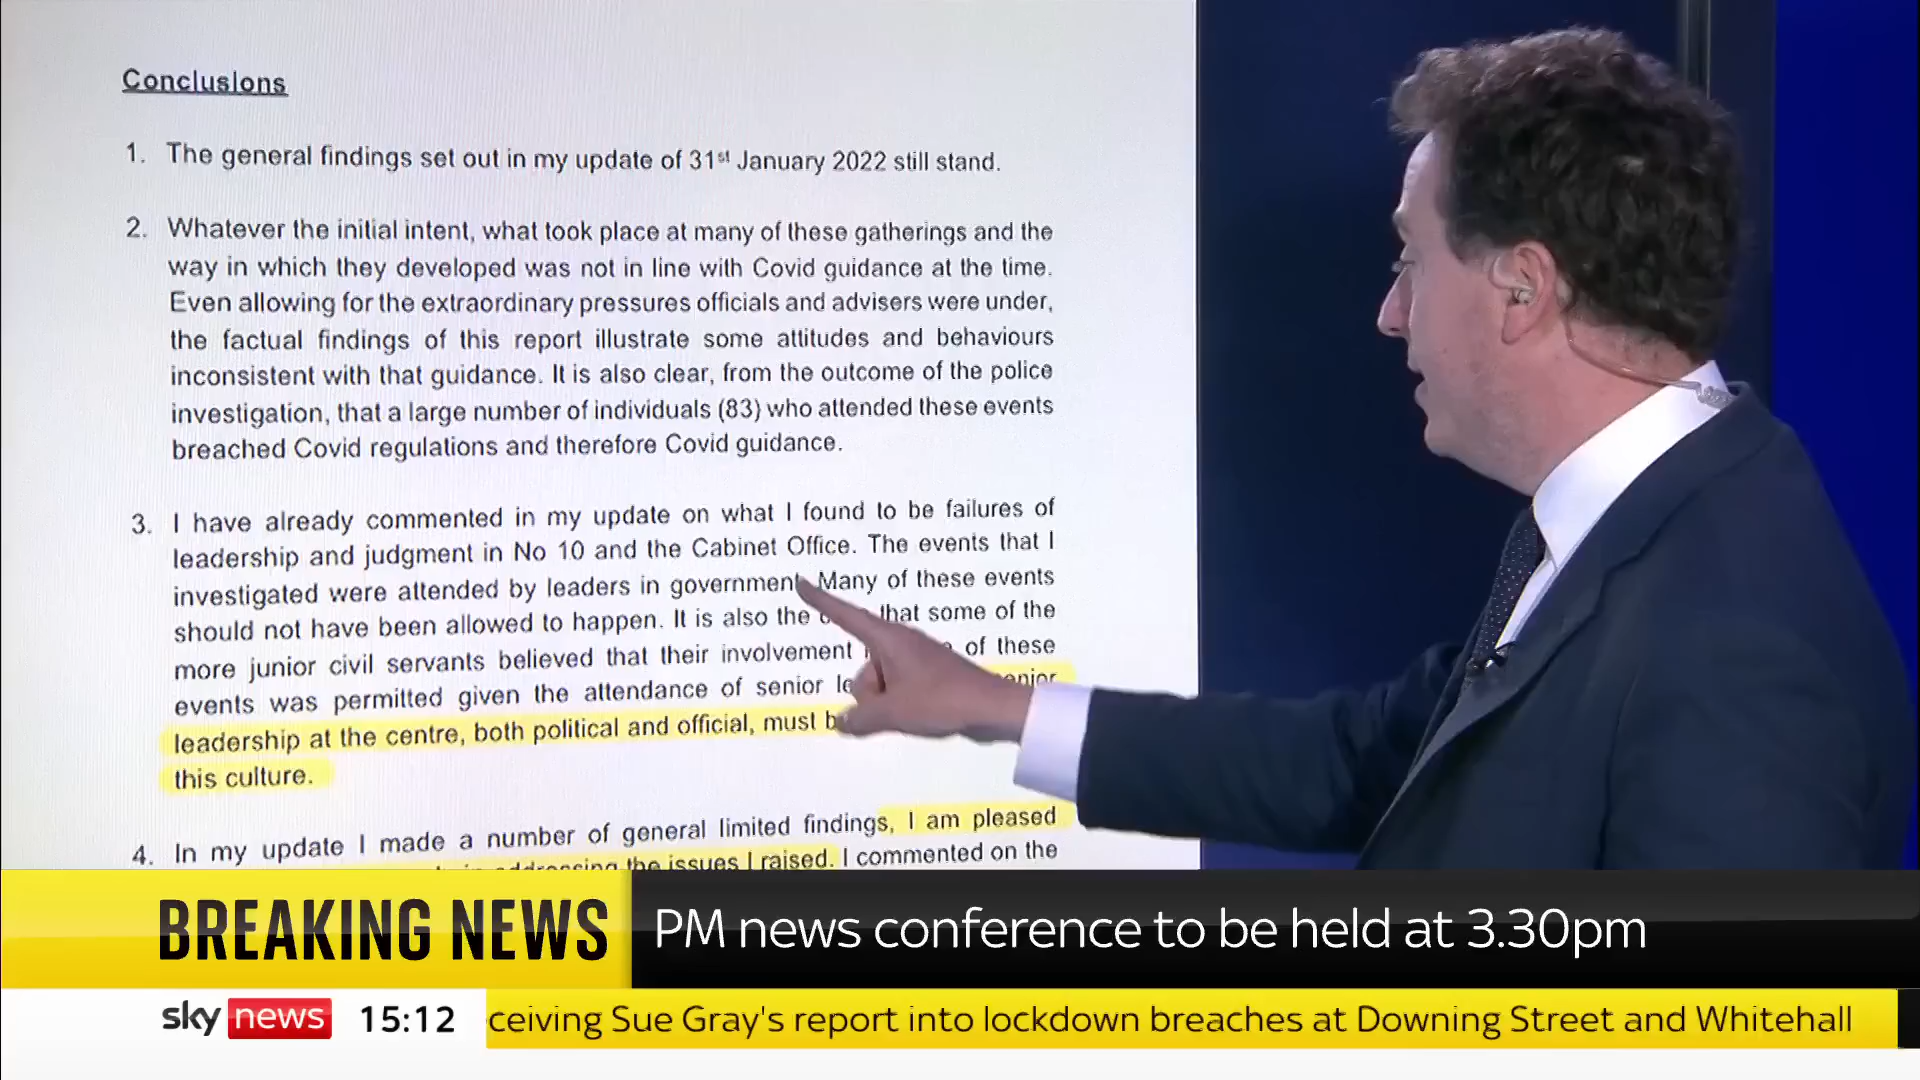 Conclusions
1. The general findings set out in my update of 31st January 2022 still stand.
2. Whatever the initial intent, what took place at many of these gatherings and the
way in which they developed was not in line with Covid guidance at the time.
Even allowing for the extraordinary pressures officials and advisers were under,
the factual findings of this report illustrate some attitudes and behaviours
inconsistent with that guidance. It is also clear, from the outcome of the police
investigation, that a large number of individuals (83) who attended these events
breached Covid regulations and therefore Covid guidance.
3. I have already commented in my update on what I found to be failures of
leadership and judgment in No 10 and the Cabinet Office. The events that I
investigated were attended by leaders in government. Many of these events
should not have been allowed to happen. It is also the that some of the
more junior civil servants believed that their involvement of these
events was permitted given the attendance of senior
leadership at the centre, both political and official, must
this culture.
4. In my update I made a number of general limited findings, I am pleased
the issues I raised. I commented on the
BREAKING NEWS PM news conference to be held at 3.30pm
sky news 15:12 ceiving Sue Gray's report into lockdown breaches at Downing Street and Whitehall